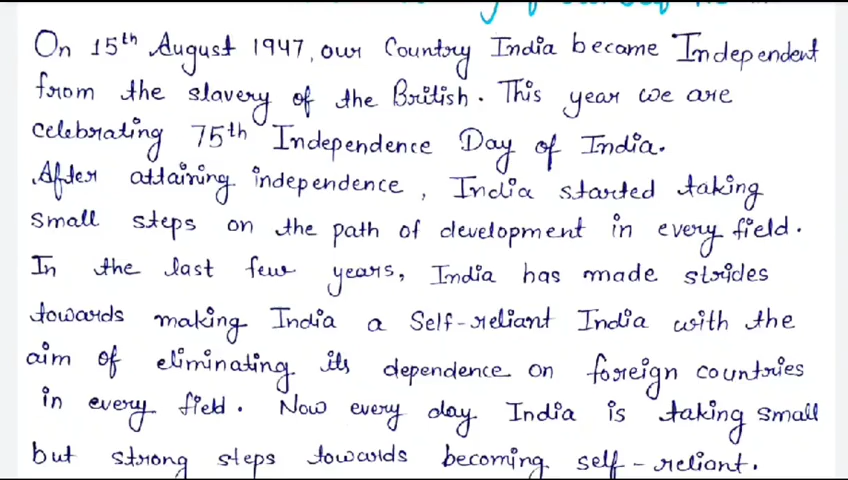 On 15th August 1947, our Country India became Independent
from the slavery of the British. This year we are
celebrating 75th Independence Day of India.
After attaining independence, India started taking
small steps on the path of development in every field.
In the last few years, India has made strides
towards making India a Self-reliant India with the
aim of eliminating its dependence on foreign countries
in every field. Now every day India is taking small
but strong steps towards becoming self-reliant.